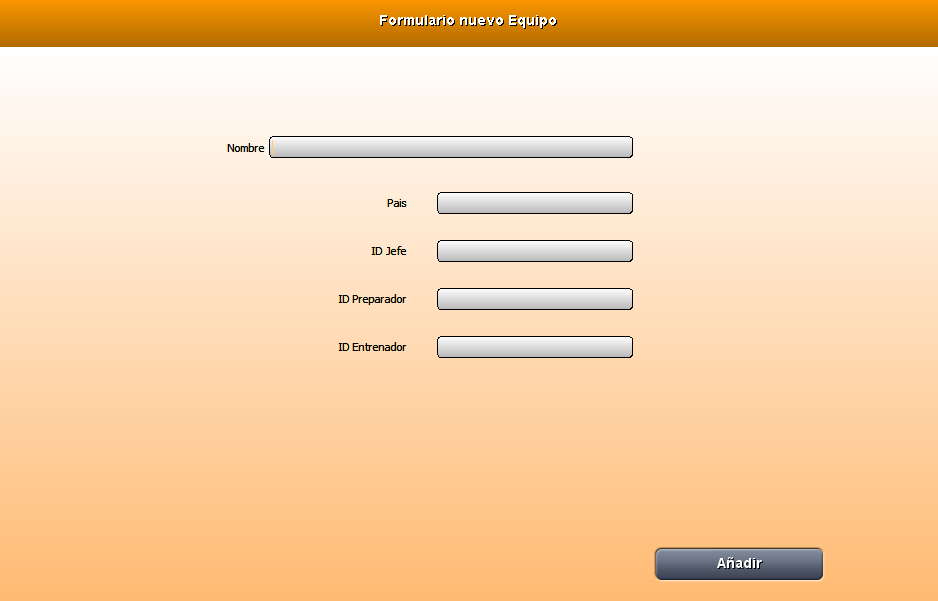 Formulario nuevo Equipo
Nombre
Pais
ID Jefe
ID Preparador
ID Entrenador
Añadir